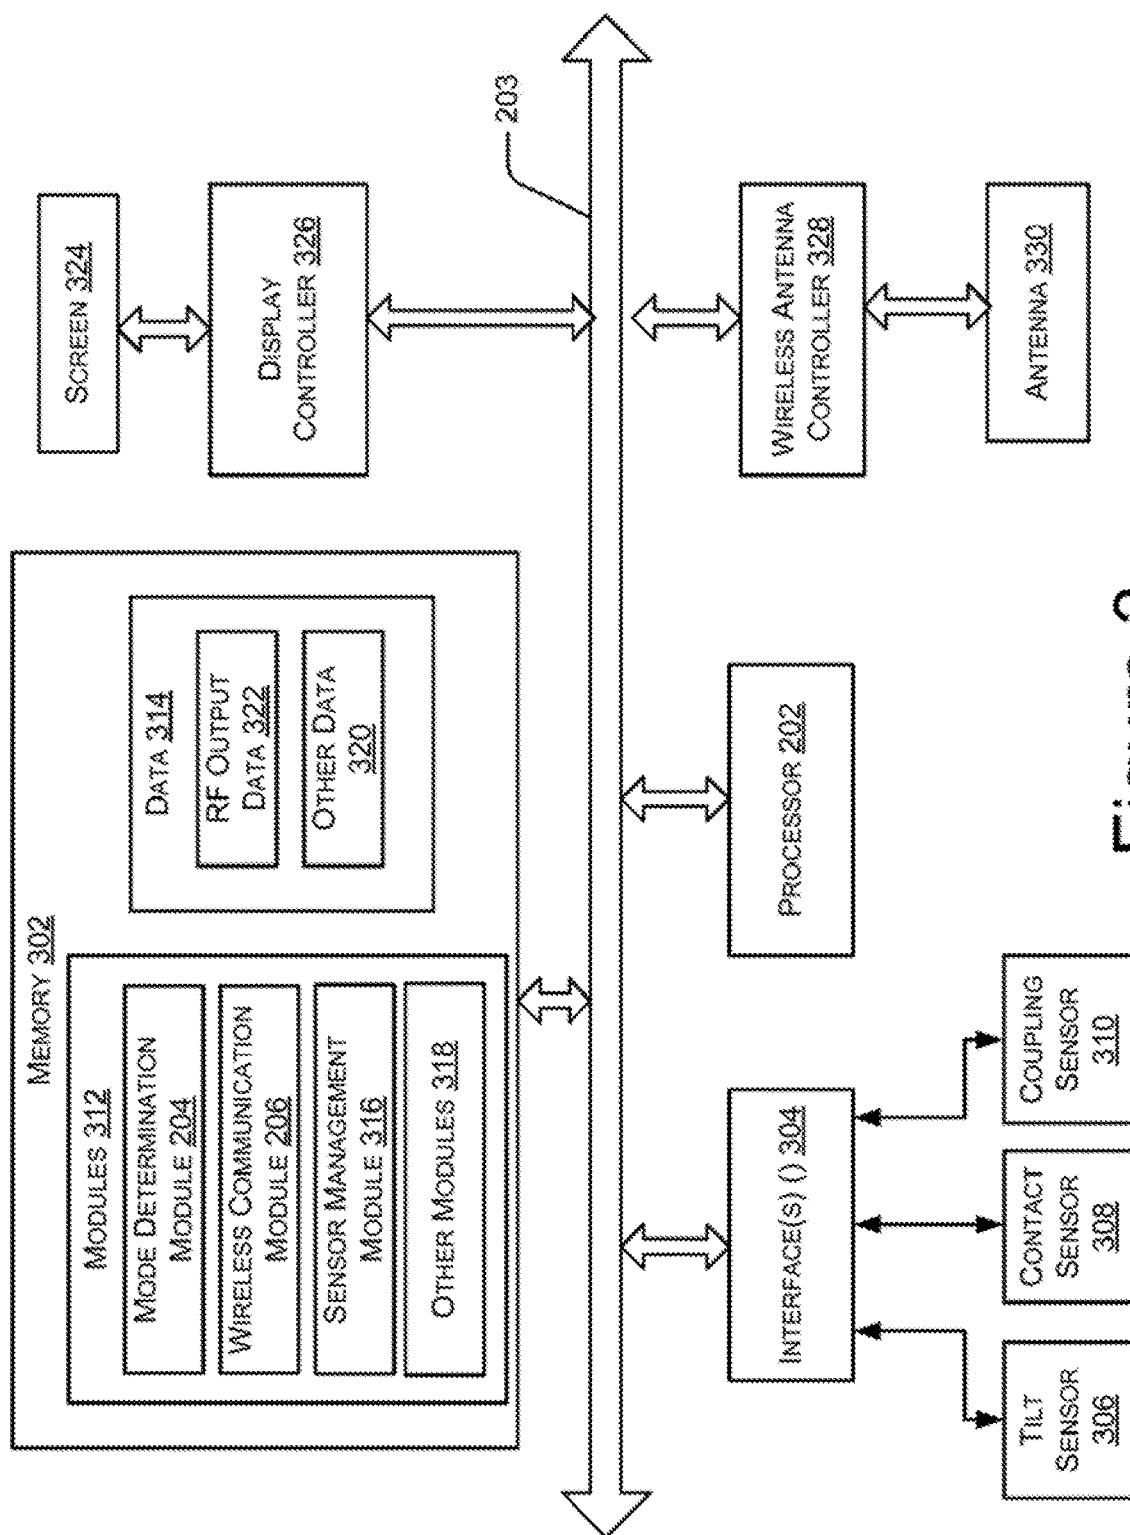 MEMORY 302
MODULES 312
MODE DETERMINATION
MODULE 204
WIRELESS COMMUNICATION
MODULE 206
SENSOR MANAGEMENT
MODULE 316
OTHER MODULES 318
DATA 314
RF OUTPUT
DATA 322
OTHER DATA
320
SCREEN 324
DISPLAY
CONTROLLER 326
203
INTERFACE(S) () 304
PROCESSOR 202
WIRELESS ANTENNA
CONTROLLER 328
TILT
SENSOR
306
CONTACT
SENSOR
308
COUPLING
SENSOR
310
ANTENNA 330